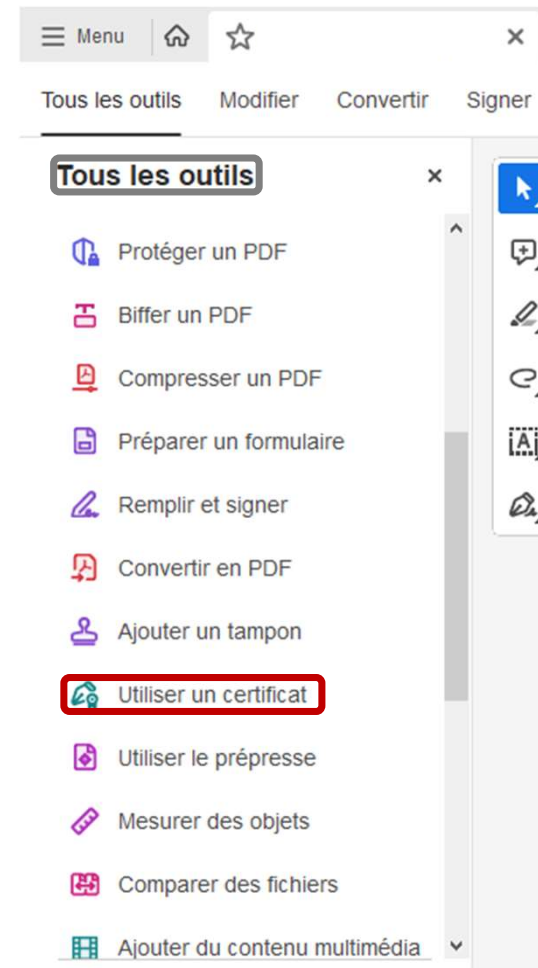 Menu
Tous les outils Modifier Convertir Signer
Tous les outils
Protéger un PDF
Biffer un PDF
Compresser un PDF
Préparer un formulaire
Remplir et signer
Convertir en PDF
Ajouter un tampon
Utiliser un certificat
Utiliser le prépresse
Mesurer des objets
Comparer des fichiers
Ajouter du contenu multimédia